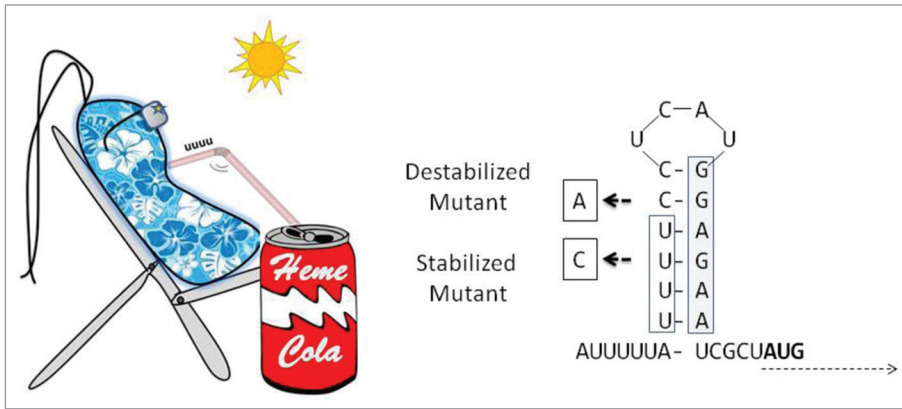 uuuu
Heme
Cola
Destabilized
Mutant
Stabilized
Mutant
A
C
C–A
U U
C - G
C - G
U - A
U - G
U - A
U - A
AUUUUUA- UCGCUAUG